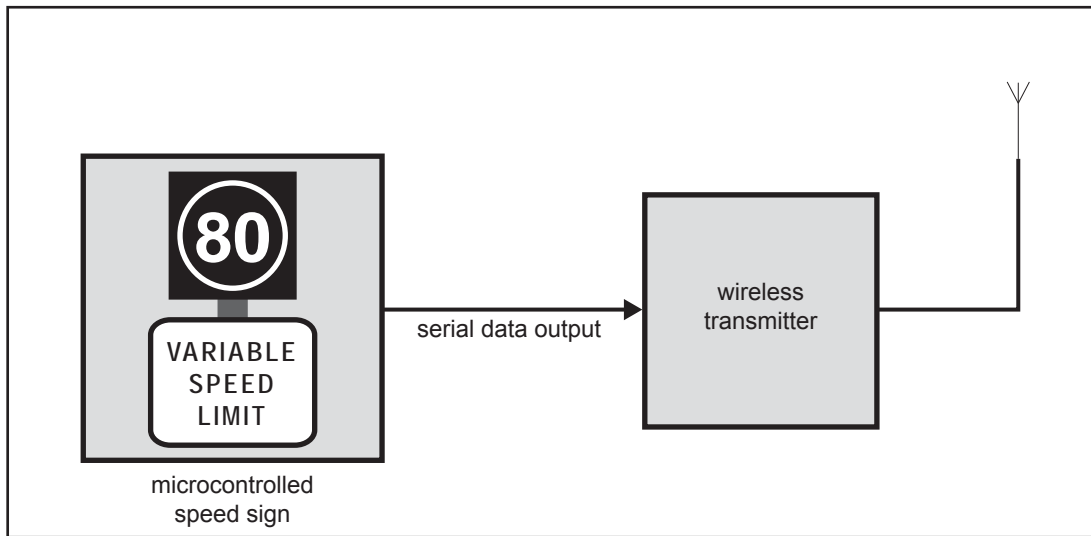 80
VARIABLE
SPEED
LIMIT
microcontrolled
speed sign
serial data output
wireless
transmitter